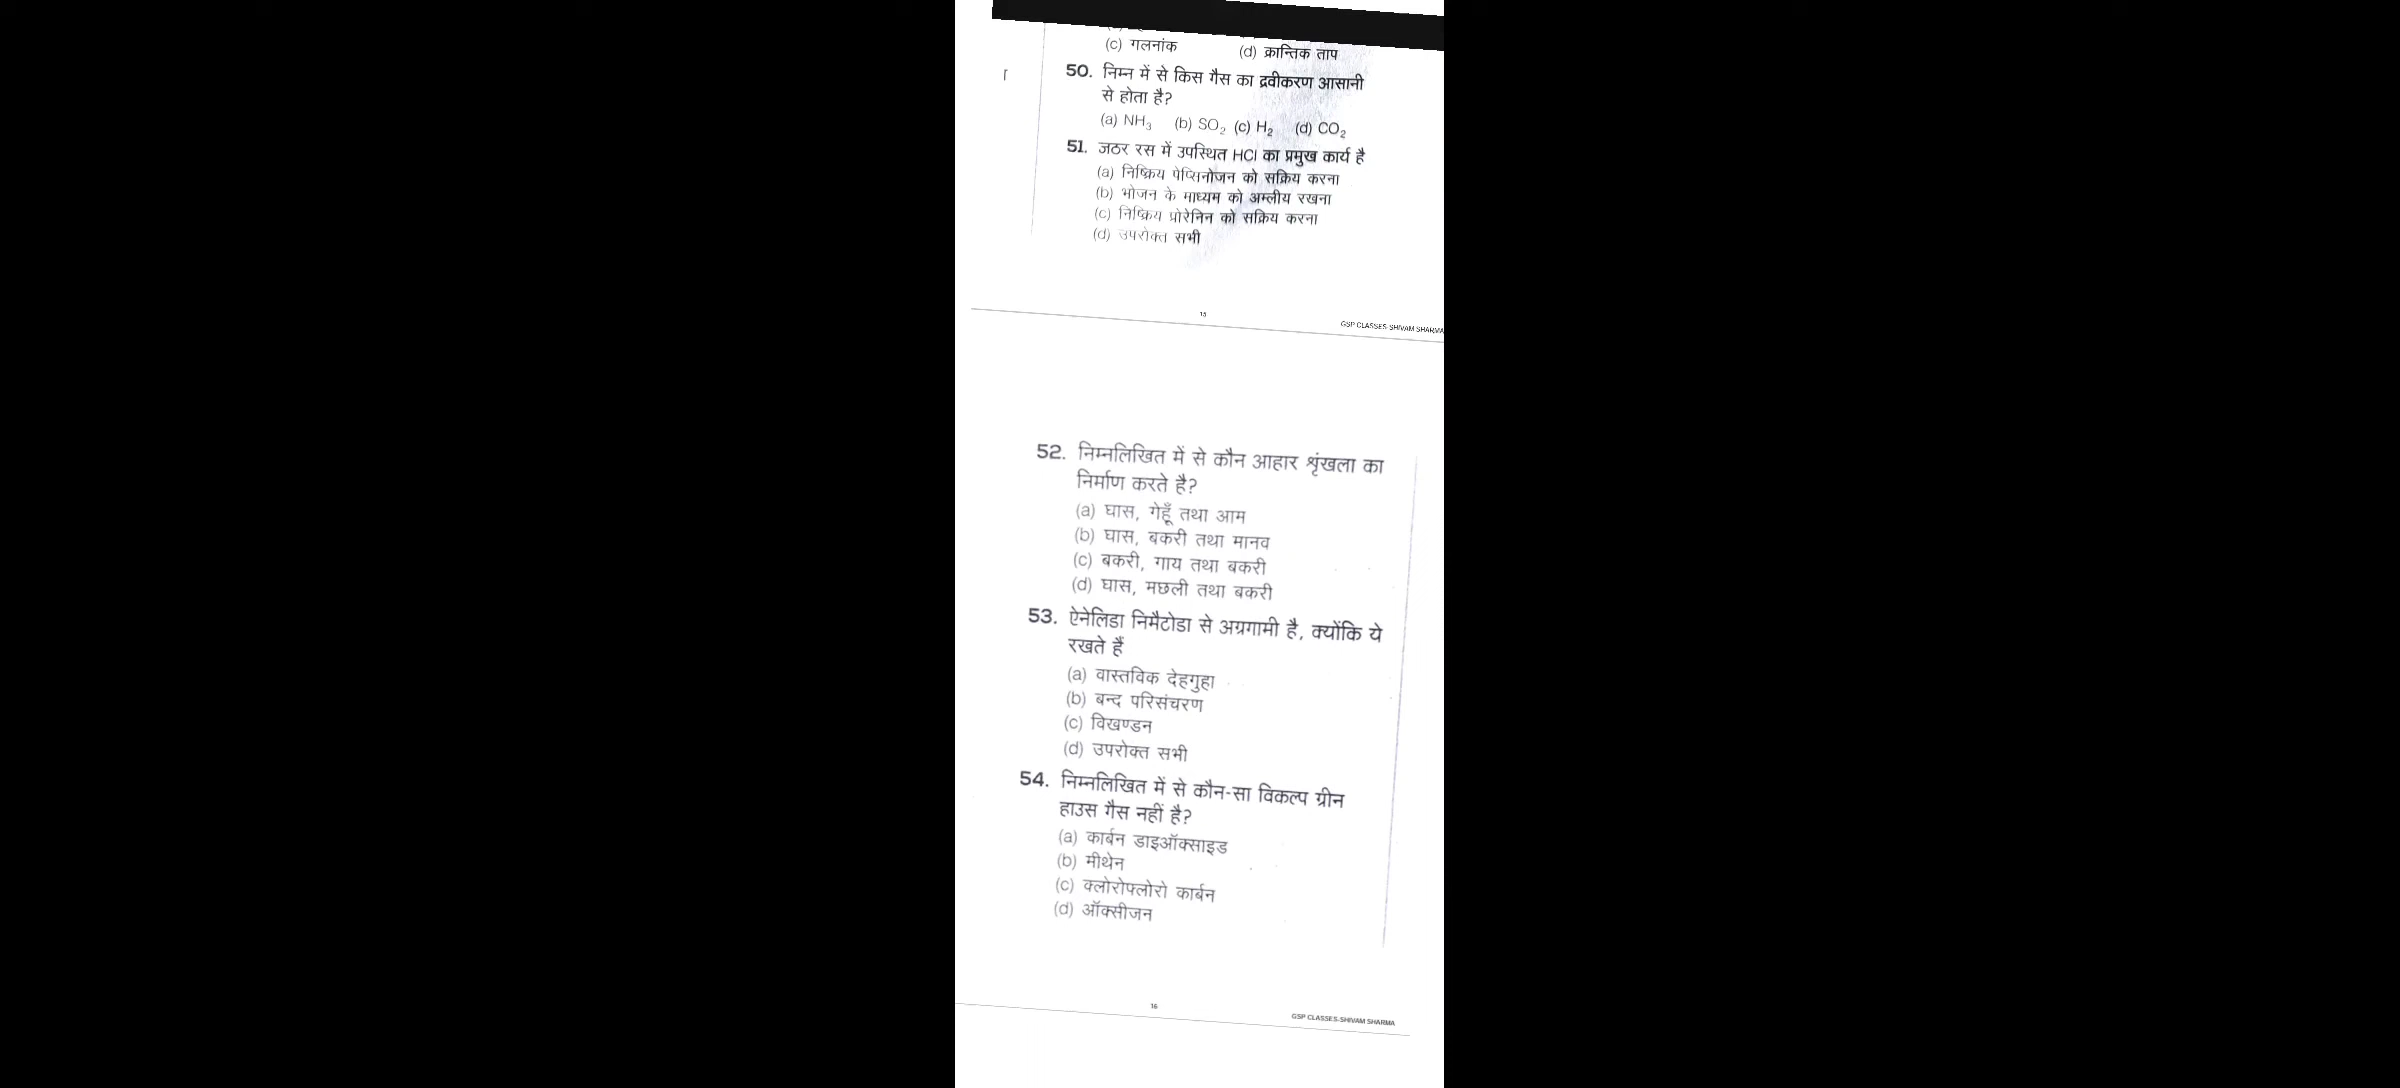 (c) गलनांक (d) क्रान्तिक ताप
50. निम्न में से किस गैस का द्रवीकरण आसानी
से होता है?
(a) NH₃ (b) SO₂ (c) H₂ (d) CO₂
51. जठर रस में उपस्थित HCl का प्रमुख कार्य है
(a) निष्क्रिय पेप्सिनोजन को सक्रिय करना
(b) भोजन के माध्यम को अम्लीय रखना
(c) निष्क्रिय प्रोरेनिन को सक्रिय करना
(d) उपरोक्त सभी
15
GSP CLASSES-SHIVAM SHARMA
52. निम्नलिखित में से कौन आहार शृंखला का
निर्माण करते है?
(a) घास, गेहूँ तथा आम
(b) घास, बकरी तथा मानव
(c) बकरी, गाय तथा बकरी
(d) घास, मछली तथा बकरी
53. ऐनेलिडा निमैटोडा से अग्रगामी है, क्योंकि ये
रखते हैं
(a) वास्तविक देहगुहा
(b) बन्द परिसंचरण
(c) विखण्डन
(d) उपरोक्त सभी
54. निम्नलिखित में से कौन-सा विकल्प ग्रीन
हाउस गैस नहीं है?
(a) कार्बन डाइऑक्साइड
(b) मीथेन
(c) क्लोरोफ्लोरो कार्बन
(d) ऑक्सीजन
16
GSP CLASSES-SHIVAM SHARMA